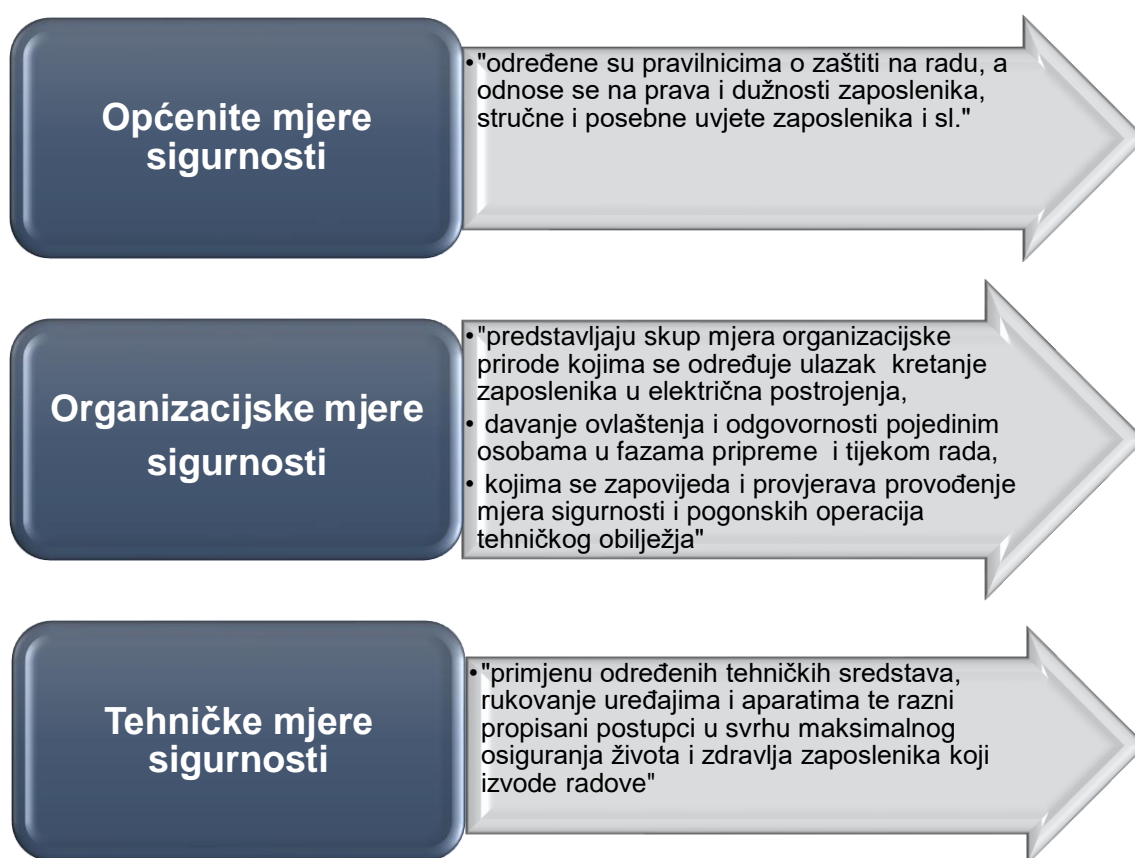 Općenite mjere
sigurnosti
•"određene su pravilnicima o zaštiti na radu, a
odnose se na prava i dužnosti zaposlenika,
stručne i posebne uvjete zaposlenika i sl."
Organizacijske mjere
sigurnosti
•"predstavljaju skup mjera organizacijske
prirode kojima se određuje ulazak  kretanje
zaposlenika u električna postrojenja,
• davanje ovlaštenja i odgovornosti pojedinim
osobama u fazama pripreme  i tijekom rada,
• kojima se zapovijeda i provjerava provođenje
mjera sigurnosti i pogonskih operacija
tehničkog obilježja"
Tehničke mjere
sigurnosti
•"primjenu određenih tehničkih sredstava,
rukovanje uređajima i aparatima te razni
propisani postupci u svrhu maksimalnog
osiguranja života i zdravlja zaposlenika koji
izvode radove"